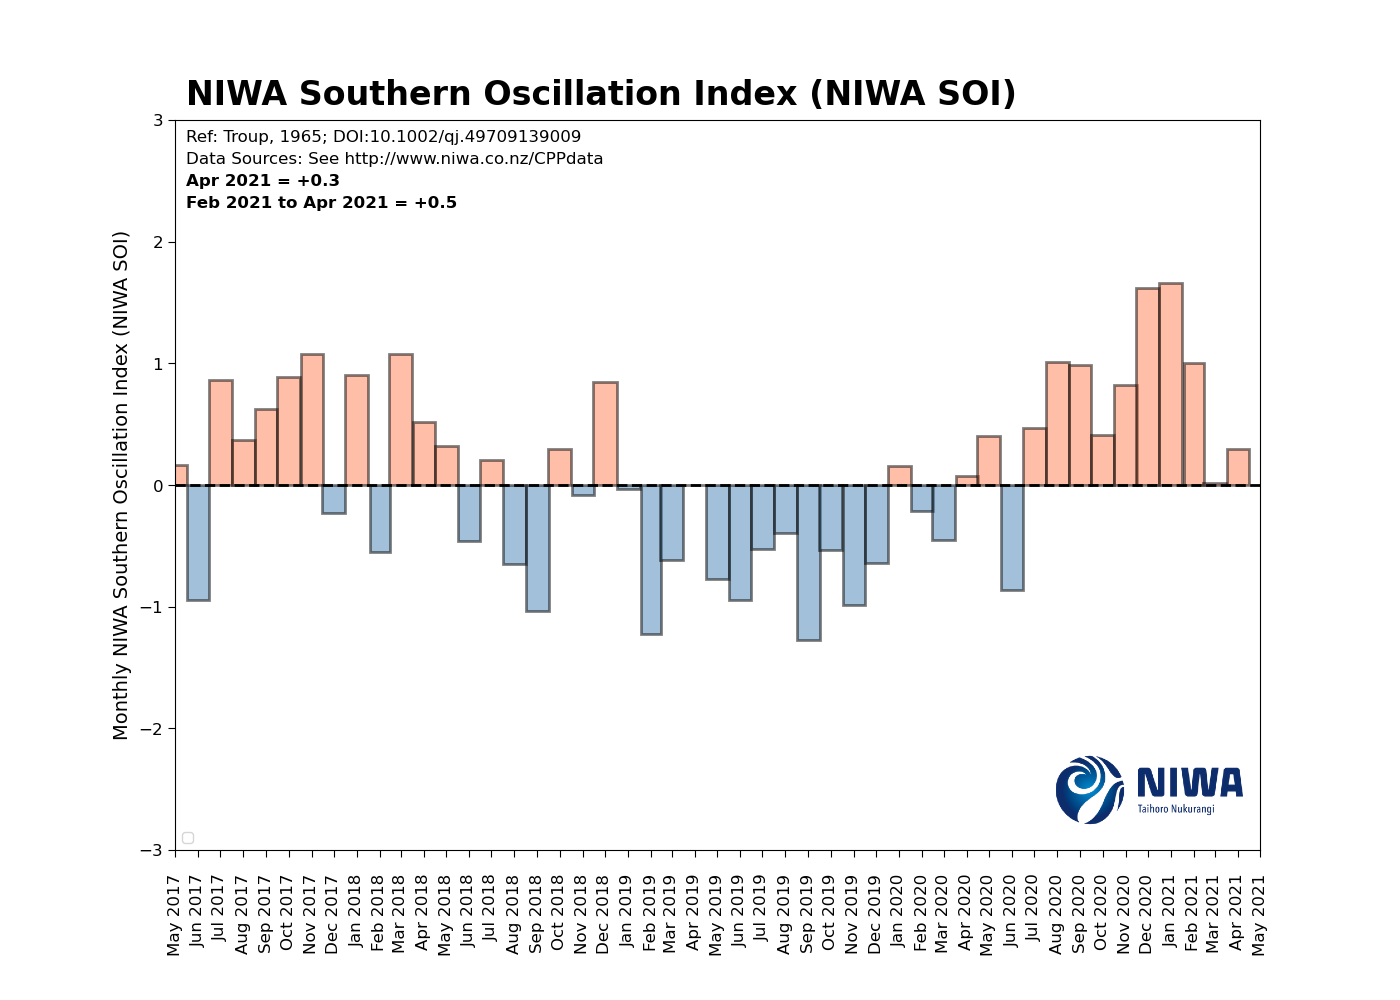 NIWA Southern Oscillation Index (NIWA SOI)
Ref: Troup, 1965; DOI:10.1002/qj.49709139009
Data Sources: See http://www.niwa.co.nz/CPPdata
Apr 2021 = +0.3
Feb 2021 to Apr 2021 = +0.5
Monthly NIWA Southern Oscillation Index (NIWA SOI)
3
2
1
0
−1
−2
−3
NIWA
Taihoro Nukurangi
May 2017
Jun 2017
Jul 2017
Aug 2017
Sep 2017
Oct 2017
Nov 2017
Dec 2017
Jan 2018
Feb 2018
Mar 2018
Apr 2018
May 2018
Jun 2018
Jul 2018
Aug 2018
Sep 2018
Oct 2018
Nov 2018
Dec 2018
Jan 2019
Feb 2019
Mar 2019
Apr 2019
May 2019
Jun 2019
Jul 2019
Aug 2019
Sep 2019
Oct 2019
Nov 2019
Dec 2019
Jan 2020
Feb 2020
Mar 2020
Apr 2020
May 2020
Jun 2020
Jul 2020
Aug 2020
Sep 2020
Oct 2020
Nov 2020
Dec 2020
Jan 2021
Feb 2021
Mar 2021
Apr 2021
May 2021